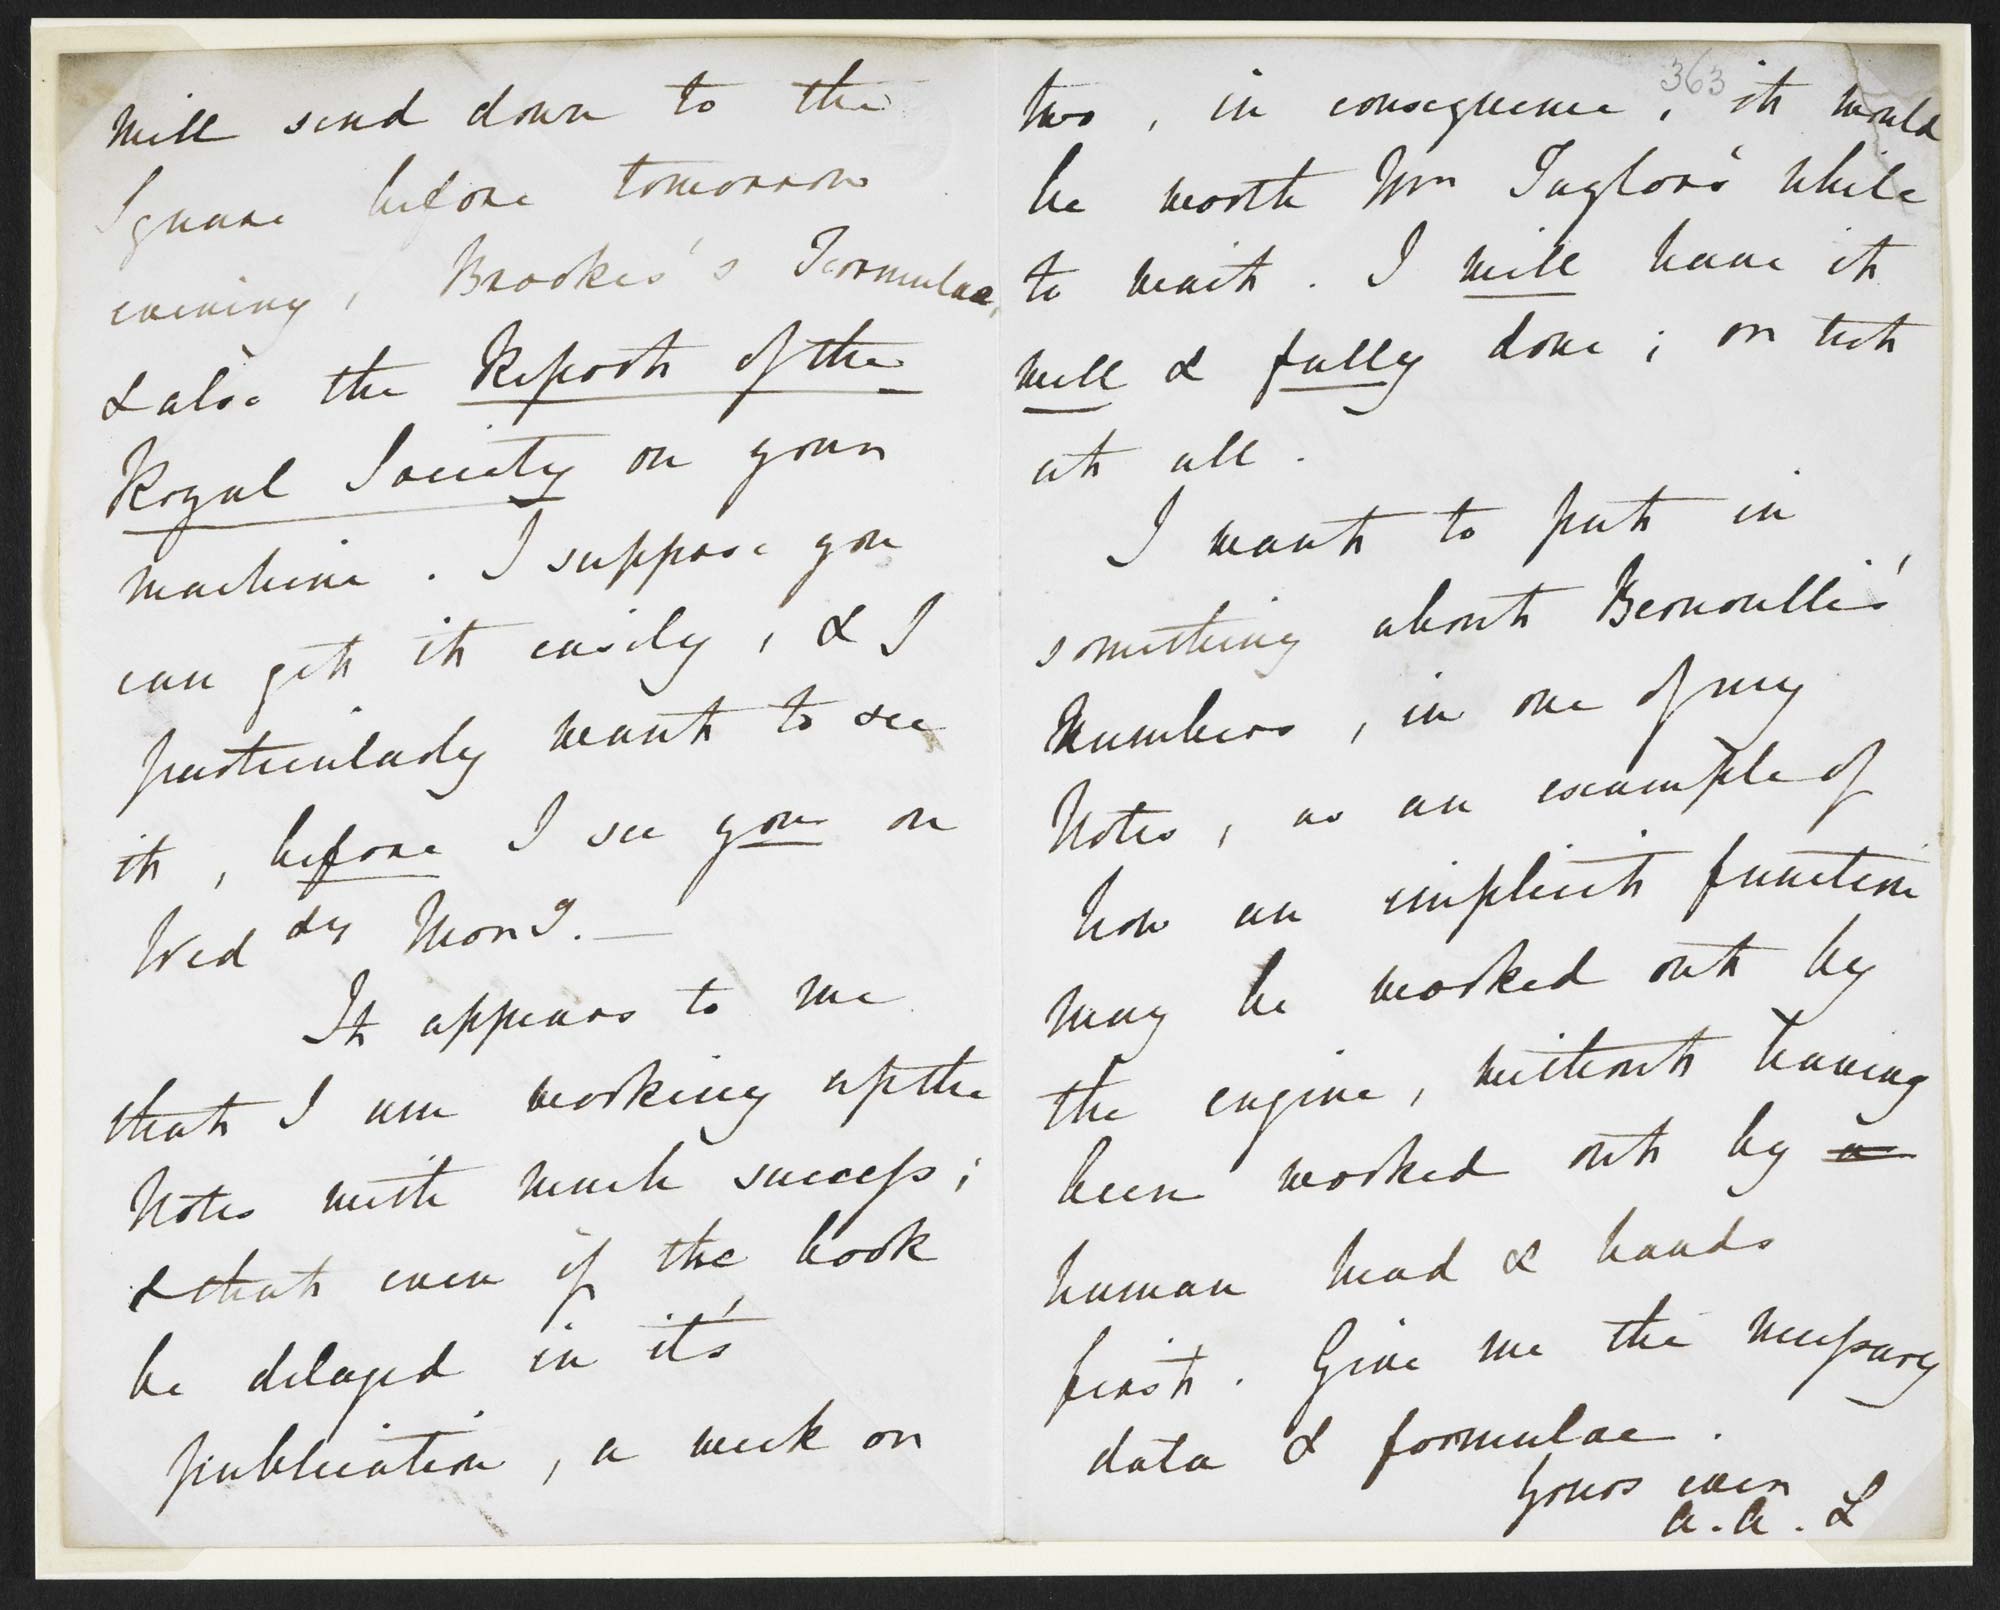 will send down to the
Square before tomorrow
evening, Brookes's Formulae,
& also the Report of the
Royal Society on your
machine. I suppose you
can get it easily, & I
particularly want to see
it, before I see you on
Wed dy Mor g. —
It appears to me
that I am working up the
Notes with much success;
& that even if the book
be delayed in it's
publication, a week or
363
two, in consequence, it would
be worth Mr Taylor's while
to wait. I will have it
well & fully done; or not
at all.
I want to put in
something about Bernoulli's
Numbers, in one of my
Notes, as an example of
how an implicit function
may be worked out by
the engine, without having
been worked out by a
human head & hands
first. Give me the necessary
data & formulae.
Yours ever
A.A.L